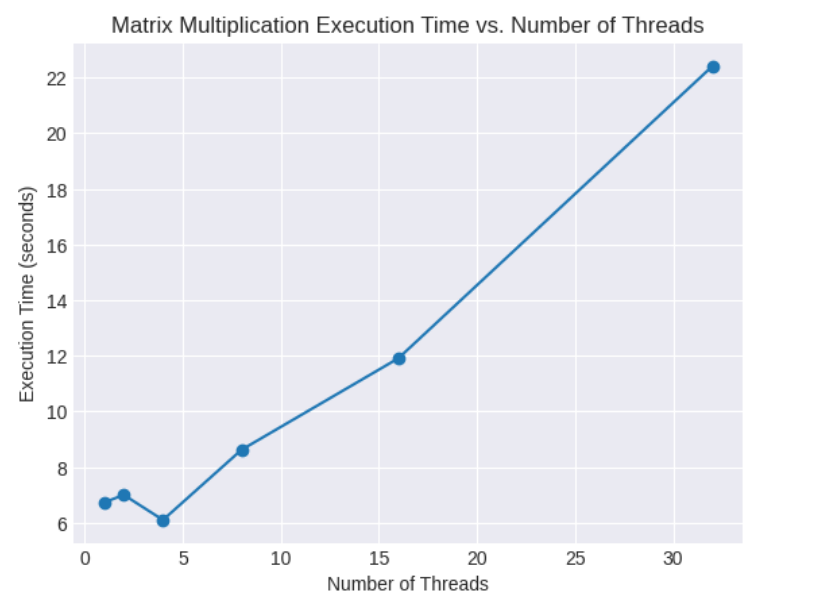 Matrix Multiplication Execution Time vs. Number of Threads
22
20
18
16
14
12
10
8
6
Execution Time (seconds)
0 5 10 15 20 25 30
Number of Threads